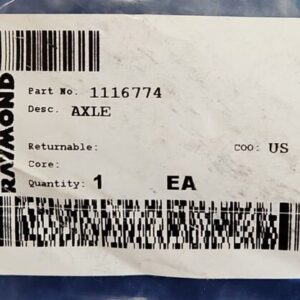 RAYMOND
Part No. 1116774
Desc. AXLE
Returnable: COO: US
Core:
Quantity: 1 EA